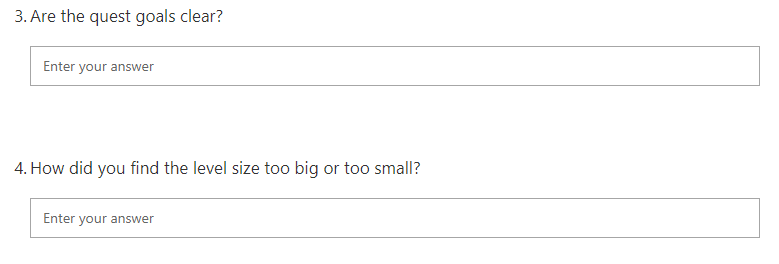 3. Are the quest goals clear?
Enter your answer
4. How did you find the level size too big or too small?
Enter your answer